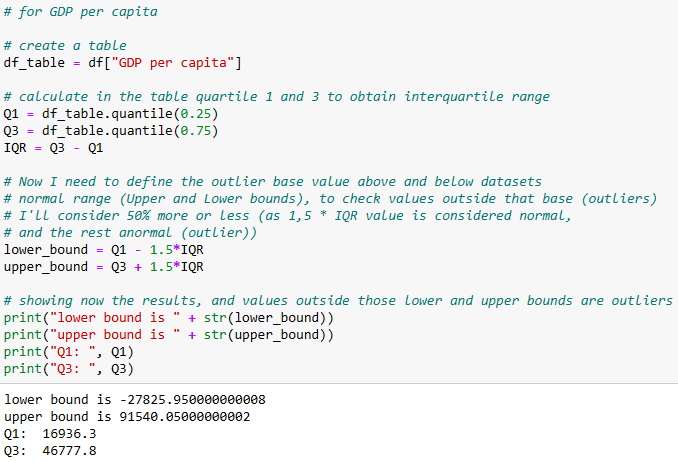 # for GDP per capita
# create a table
df_table = df["GDP per capita"]
# calculate in the table quartile 1 and 3 to obtain interquartile range
Q1 = df_table.quantile(0.25)
Q3 = df_table.quantile(0.75)
IQR = Q3 - Q1
# Now I need to define the outlier base value above and below datasets
# normal range (Upper and Lower bounds), to check values outside that base (outliers)
# I'll consider 50% more or less (as 1,5 * IQR value is considered normal,
# and the rest anormal (outlier))
lower_bound = Q1 - 1.5*IQR
upper_bound = Q3 + 1.5*IQR
# showing now the results, and values outside those lower and upper bounds are outliers
print("lower bound is " + str(lower_bound))
print("upper bound is " + str(upper_bound))
print("Q1: ", Q1)
print("Q3: ", Q3)
lower bound is -27825.950000000008
upper bound is 91540.05000000002
Q1:  16936.3
Q3:  46777.8